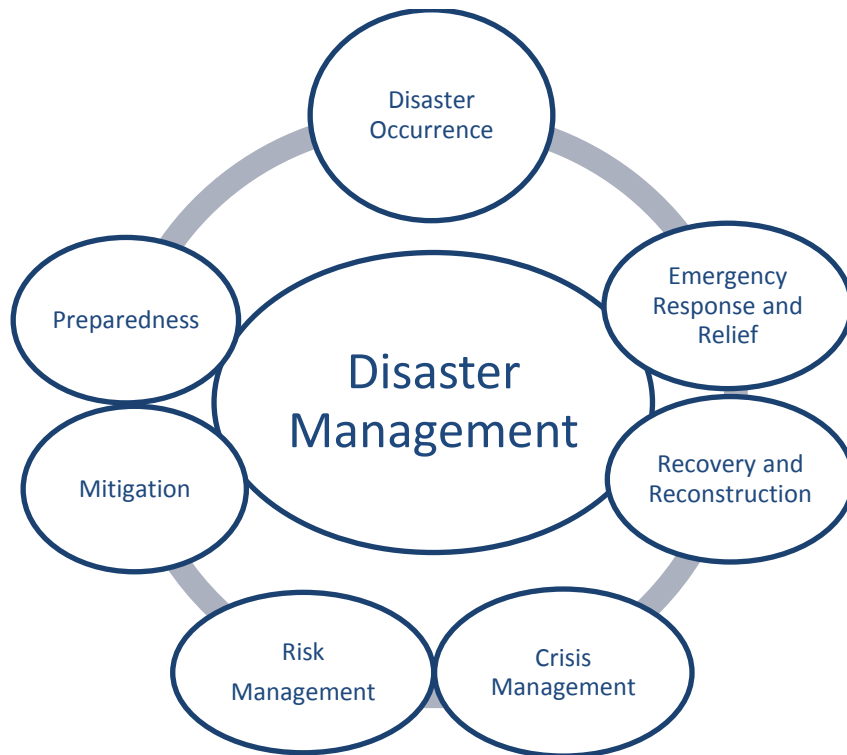 Disaster
Occurrence
Emergency
Response and
Relief
Preparedness
Disaster
Management
Recovery and
Reconstruction
Mitigation
Risk
Management
Crisis
Management